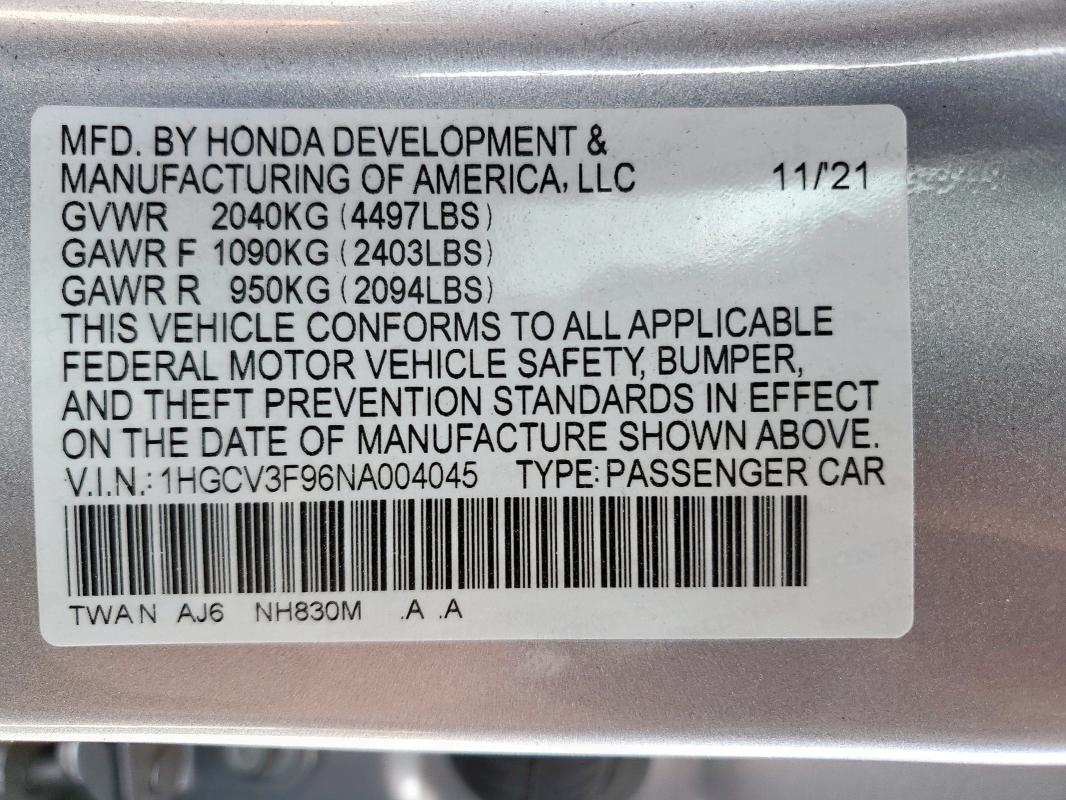 MFD. BY HONDA DEVELOPMENT &
MANUFACTURING OF AMERICA, LLC 11/'21
GVWR 2040KG (4497LBS)
GAWR F 1090KG (2403LBS)
GAWR R 950KG (2094LBS)
THIS VEHICLE CONFORMS TO ALL APPLICABLE
FEDERAL MOTOR VEHICLE SAFETY, BUMPER,
AND THEFT PREVENTION STANDARDS IN EFFECT
ON THE DATE OF MANUFACTURE SHOWN ABOVE.
V.I.N.: 1HGCV3F96NA004045 TYPE: PASSENGER CAR
TWAN AJ6 NH830M .A .A